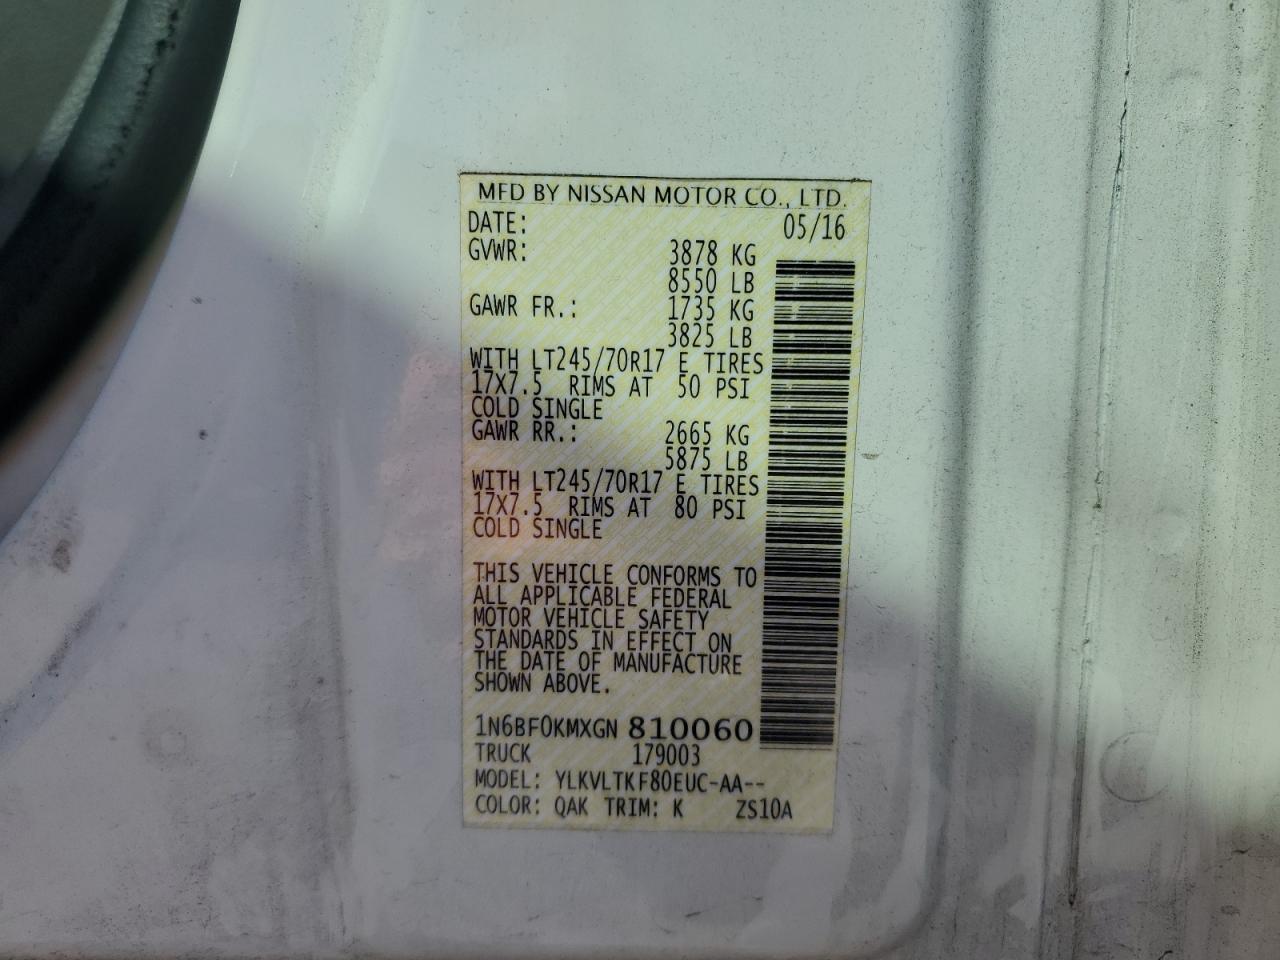 MFD BY NISSAN MOTOR CO., LTD.
DATE: 05/16
GVWR: 3878 KG
8550 LB
GAWR FR.: 1735 KG
3825 LB
WITH LT245/70R17 E TIRES
17X7.5 RIMS AT 50 PSI
COLD SINGLE
GAWR RR.: 2665 KG
5875 LB
WITH LT245/70R17 E TIRES
17X7.5 RIMS AT 80 PSI
COLD SINGLE
THIS VEHICLE CONFORMS TO
ALL APPLICABLE FEDERAL
MOTOR VEHICLE SAFETY
STANDARDS IN EFFECT ON
THE DATE OF MANUFACTURE
SHOWN ABOVE.
1N6BF0KMXGN 810060
TRUCK 179003
MODEL: YLKVLTKF80EUC-AA--
COLOR: QAK TRIM: K ZS10A